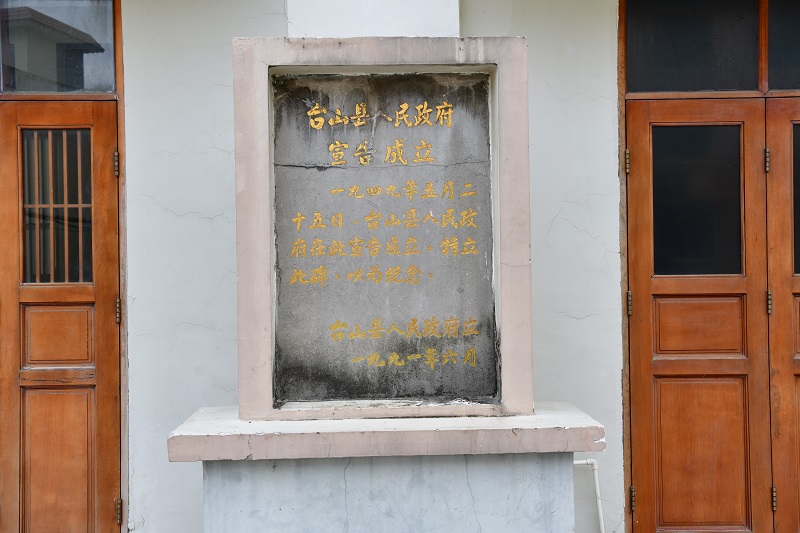 台山县人民政府
宣告成立
一九四九年五月二
十五日，台山县人民政
府在此宣告成立，特立
此碑，以为纪念。
台山县人民政府立
一九九一年六月